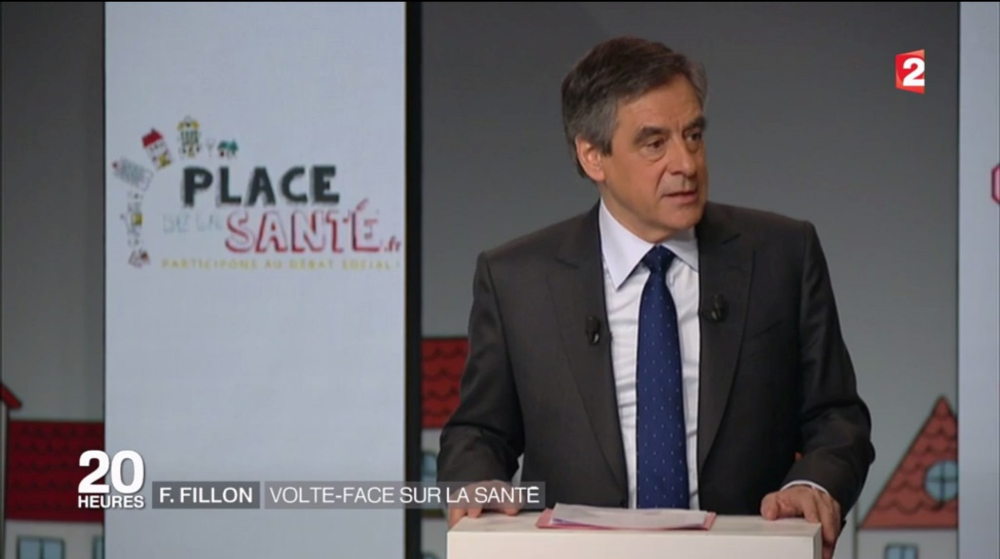 2
PLACE
DE LA
SANTÉ.fr
PARTICIPONS AU DÉBAT SOCIAL !
20
HEURES
F. FILLON
VOLTE-FACE SUR LA SANTÉ